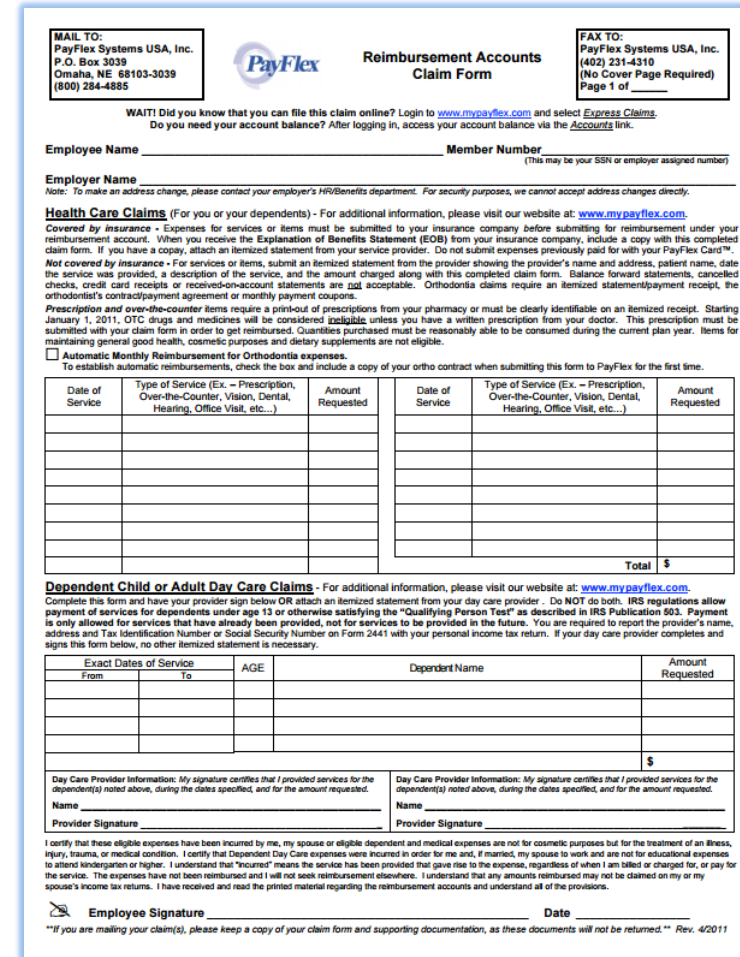 MAIL TO:
PayFlex Systems USA, Inc.
P.O. Box 3039
Omaha, NE 68103-3039
(800) 284-4885
PayFlex
Reimbursement Accounts
Claim Form
FAX TO:
PayFlex Systems USA, Inc.
(402) 231-4310
(No Cover Page Required)
Page 1 of ______
WAIT! Did you know that you can file this claim online? Login to www.mypayflex.com and select Express Claims.
Do you need your account balance? After logging in, access your account balance via the Accounts link.
Employee Name ______ Member Number______
(This may be your SSN or employer assigned number)
Employer Name ______
Note: To make an address change, please contact your employer's HR/Benefits department. For security purposes, we cannot accept address changes directly.
Health Care Claims (For you or your dependents) - For additional information, please visit our website at: www.mypayflex.com.
Covered by insurance - Expenses for services or items must be submitted to your insurance company before submitting for reimbursement under your
reimbursement account. When you receive the Explanation of Benefits Statement (EOB) from your insurance company, include a copy with this completed
claim form. If you have a copay, attach an itemized statement from your service provider. Do not submit expenses previously paid for with your PayFlex Card™.
Not covered by insurance - For services or items, submit an itemized statement from the provider showing the provider's name and address, patient name, date
the service was provided, a description of the service, and the amount charged along with this completed claim form. Balance forward statements, cancelled
checks, credit card receipts or received-on-account statements are not acceptable. Orthodontia claims require an itemized statement/payment receipt, the
orthodontist's contract/payment agreement or monthly payment coupons.
Prescription and over-the-counter items require a print-out of prescriptions from your pharmacy or must be clearly identifiable on an itemized receipt. Starting
January 1, 2011, OTC drugs and medicines will be considered ineligible unless you have a written prescription from your doctor. This prescription must be
submitted with your claim form in order to get reimbursed. Quantities purchased must be reasonably able to be consumed during the current plan year. Items for
maintaining general good health, cosmetic purposes and dietary supplements are not eligible.
Automatic Monthly Reimbursement for Orthodontia expenses.
To establish automatic reimbursements, check the box and include a copy of your ortho contract when submitting this form to PayFlex for the first time.
Date of Service
Type of Service (Ex. – Prescription, Over-the-Counter, Vision, Dental, Hearing, Office Visit, etc...)
Amount Requested
Date of Service
Type of Service (Ex. – Prescription, Over-the-Counter, Vision, Dental, Hearing, Office Visit, etc...)
Amount Requested
Total $
Dependent Child or Adult Day Care Claims - For additional information, please visit our website at: www.mypayflex.com.
Complete this form and have your provider sign below OR attach an itemized statement from your day care provider . Do NOT do both. IRS regulations allow
payment of services for dependents under age 13 or otherwise satisfying the “Qualifying Person Test” as described in IRS Publication 503. Payment
is only allowed for services that have already been provided, not for services to be provided in the future. You are required to report the provider's name,
address and Tax Identification Number or Social Security Number on Form 2441 with your personal income tax return. If your day care provider completes and
signs this form below, no other itemized statement is necessary.
Exact Dates of Service
From To
AGE
Dependent Name
Amount Requested
$
Day Care Provider Information: My signature certifies that I provided services for the
dependent(s) noted above, during the dates specified, and for the amount requested.
Name ______
Provider Signature ______
Day Care Provider Information: My signature certifies that I provided services for the
dependent(s) noted above, during the dates specified, and for the amount requested.
Name ______
Provider Signature ______
I certify that these eligible expenses have been incurred by me, my spouse or eligible dependent and medical expenses are not for cosmetic purposes but for the treatment of an illness,
injury, trauma, or medical condition. I certify that Dependent Day Care expenses were incurred in order for me and, if married, my spouse to work and are not for educational expenses
to attend kindergarten or higher. I understand that “incurred” means the service has been provided that gave rise to the expense, regardless of when I am billed or charged for, or pay for
the service. The expenses have not been reimbursed and I will not seek reimbursement elsewhere. I understand that any amounts reimbursed may not be claimed on my or my
spouse's income tax returns. I have received and read the printed material regarding the reimbursement accounts and understand all of the provisions.
Employee Signature ______ Date ______
**If you are mailing your claim(s), please keep a copy of your claim form and supporting documentation, as these documents will not be returned.** Rev. 4/2011